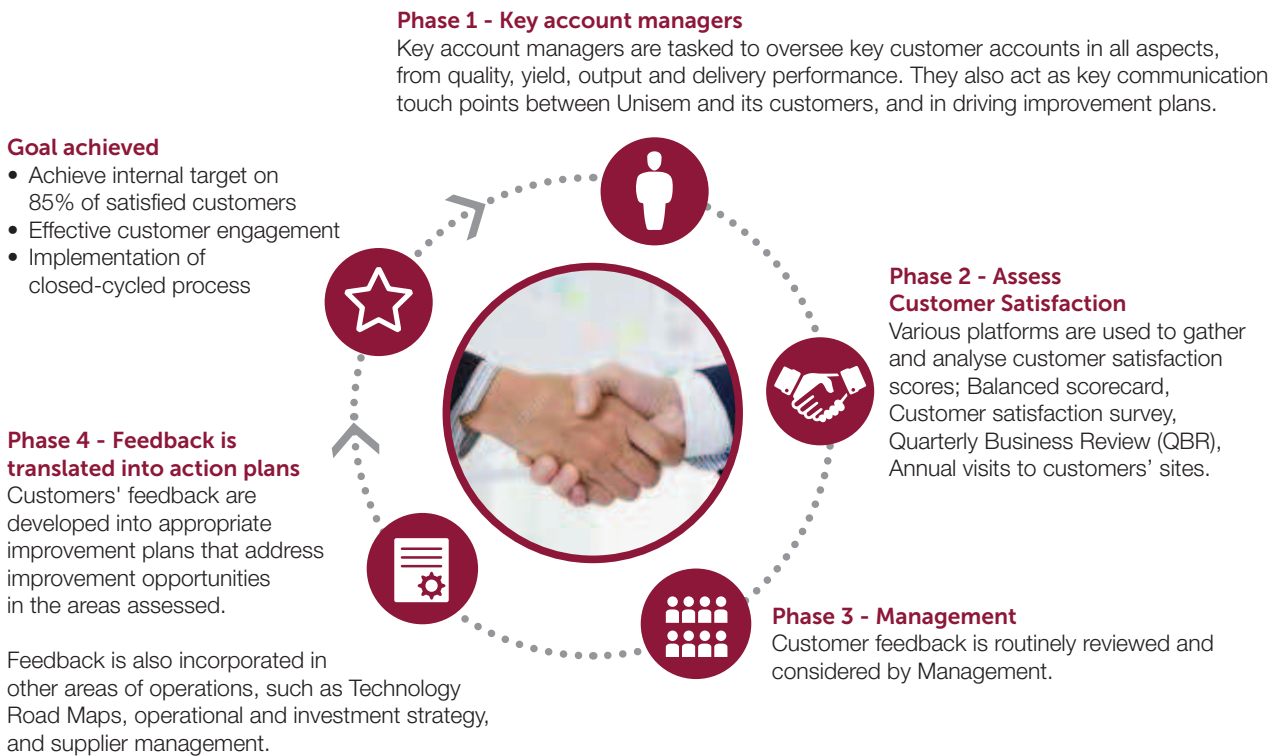 Phase 1 - Key account managers
Key account managers are tasked to oversee key customer accounts in all aspects,
from quality, yield, output and delivery performance. They also act as key communication
touch points between Unisem and its customers, and in driving improvement plans.
Goal achieved
• Achieve internal target on
85% of satisfied customers
• Effective customer engagement
• Implementation of
closed-cycled process
Phase 2 - Assess
Customer Satisfaction
Various platforms are used to gather
and analyse customer satisfaction
scores; Balanced scorecard,
Customer satisfaction survey,
Quarterly Business Review (QBR),
Annual visits to customers’ sites.
Phase 3 - Management
Customer feedback is routinely reviewed and
considered by Management.
Phase 4 - Feedback is
translated into action plans
Customers' feedback are
developed into appropriate
improvement plans that address
improvement opportunities
in the areas assessed.
Feedback is also incorporated in
other areas of operations, such as Technology
Road Maps, operational and investment strategy,
and supplier management.